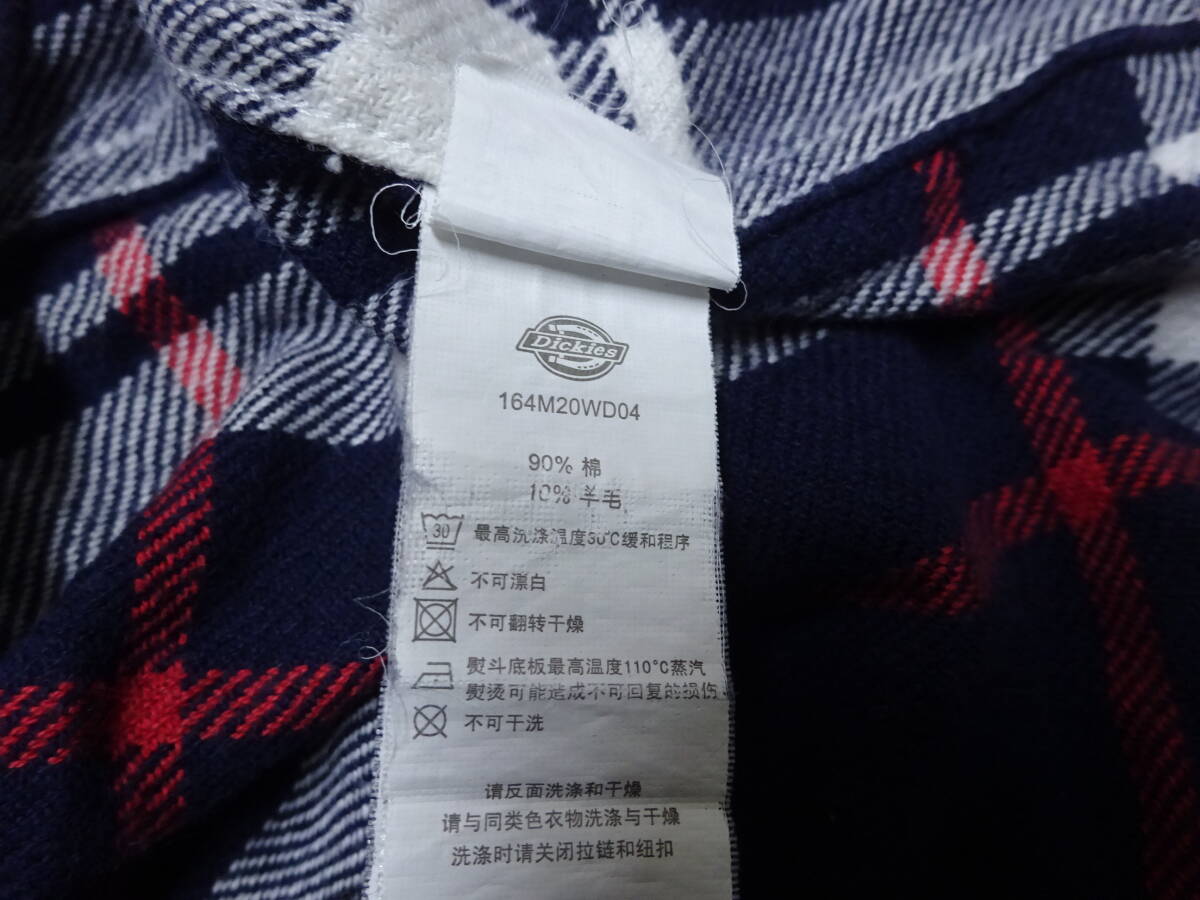 Dickies
164M20WD04
90% 棉
10% 羊毛
30 最高洗涤温度30°C缓和程序
不可漂白
不可翻转干燥
熨斗底板最高温度110°C蒸汽
熨烫可能造成不可回复的损伤
不可干洗
请反面洗涤和干燥
请与同类色衣物洗涤与干燥
洗涤时请关闭拉链和纽扣